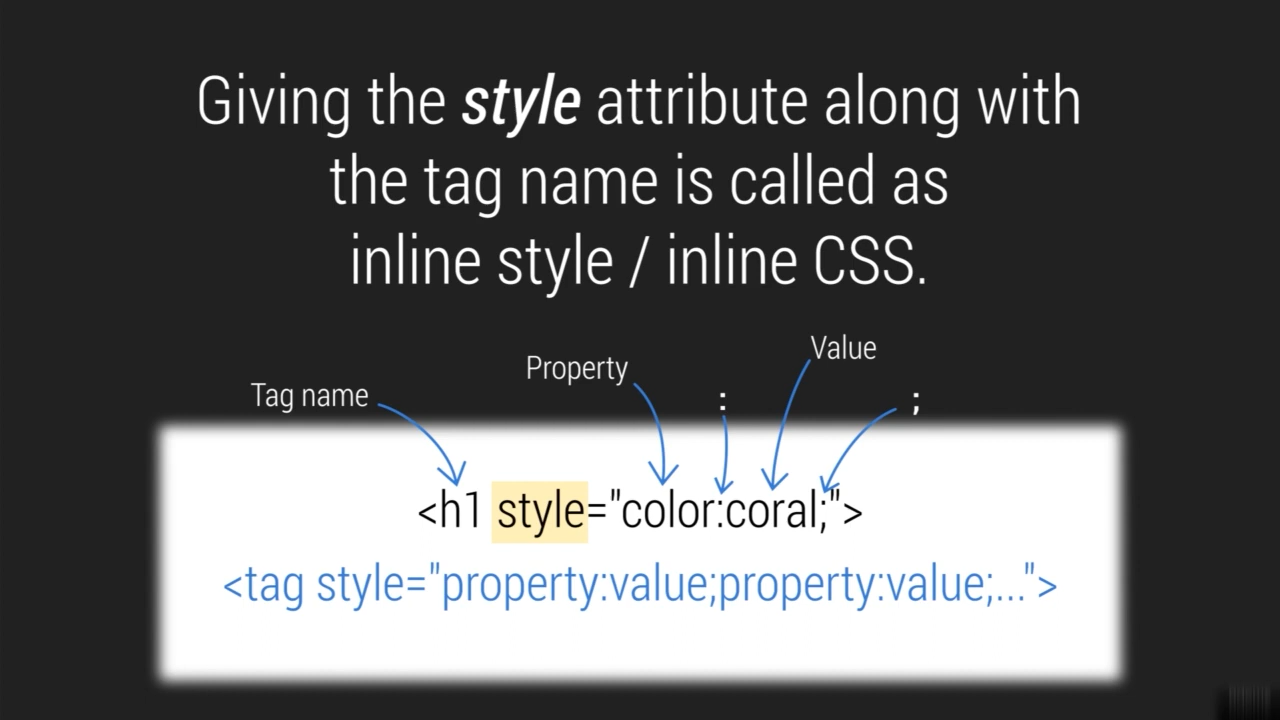 Giving the style attribute along with
the tag name is called as
inline style / inline CSS.
Value
Property
Tag name
:
;
<h1 style="color:coral;">
<tag style="property:value;property:value;...">